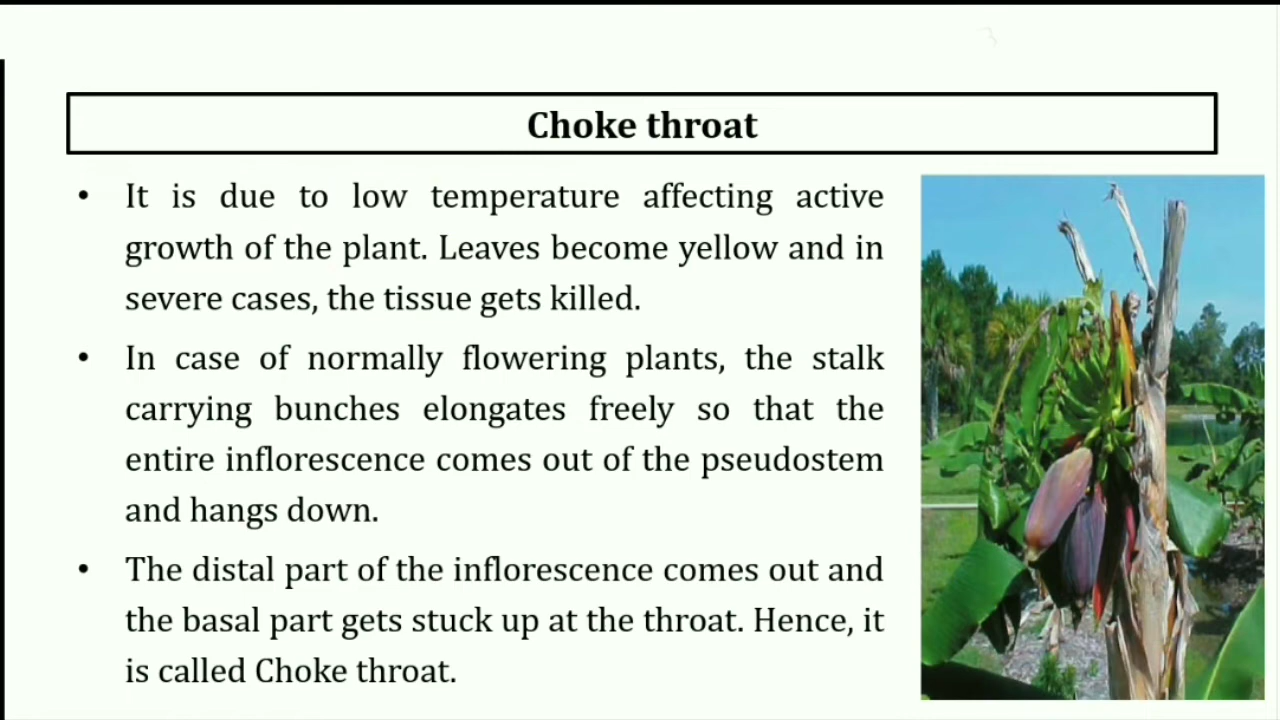 Choke throat
• It is due to low temperature affecting active
growth of the plant. Leaves become yellow and in
severe cases, the tissue gets killed.
• In case of normally flowering plants, the stalk
carrying bunches elongates freely so that the
entire inflorescence comes out of the pseudostem
and hangs down.
• The distal part of the inflorescence comes out and
the basal part gets stuck up at the throat. Hence, it
is called Choke throat.